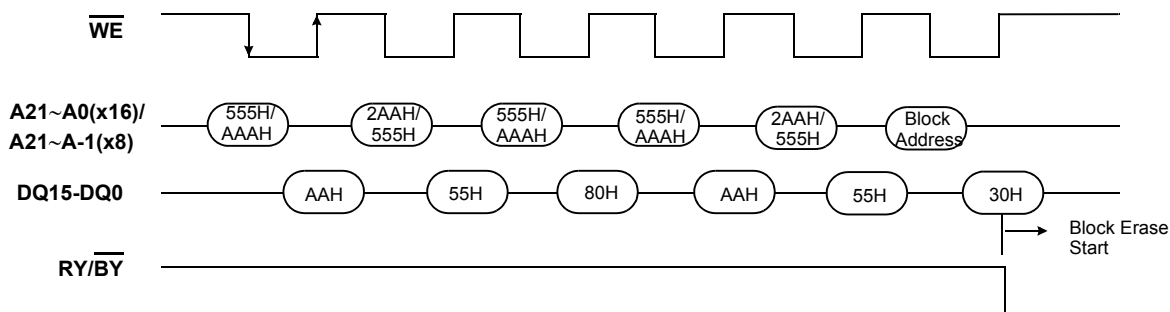 WE
A21~A0(x16)/
A21~A-1(x8)
555H/
AAAH
2AAH/
555H
555H/
AAAH
555H/
AAAH
2AAH/
555H
Block
Address
DQ15-DQ0
AAH
55H
80H
AAH
55H
30H
Block Erase
Start
RY/BY